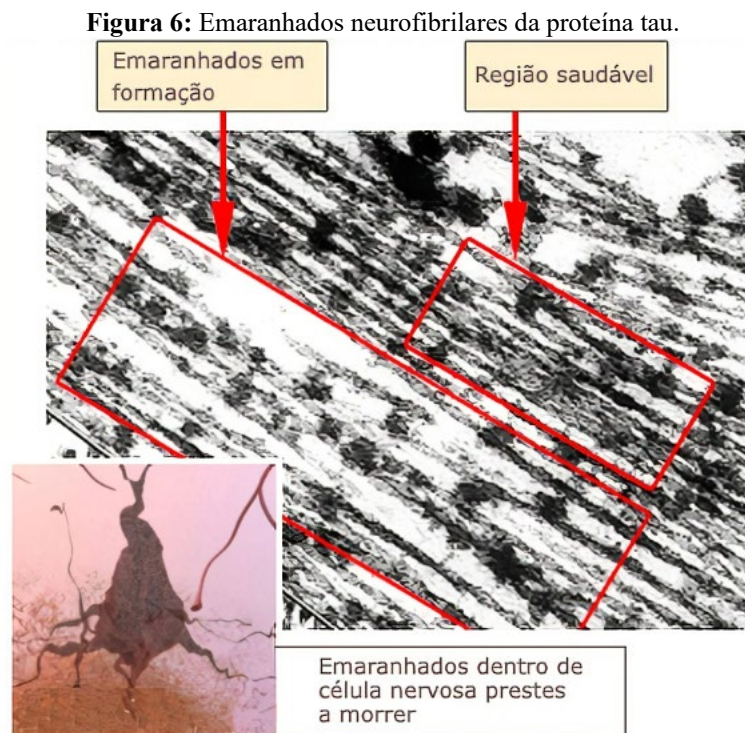 Figura 6: Emaranhados neurofibrilares da proteína tau.
Emaranhados em
formação
Região saudável
Emaranhados dentro de
célula nervosa prestes
a morrer